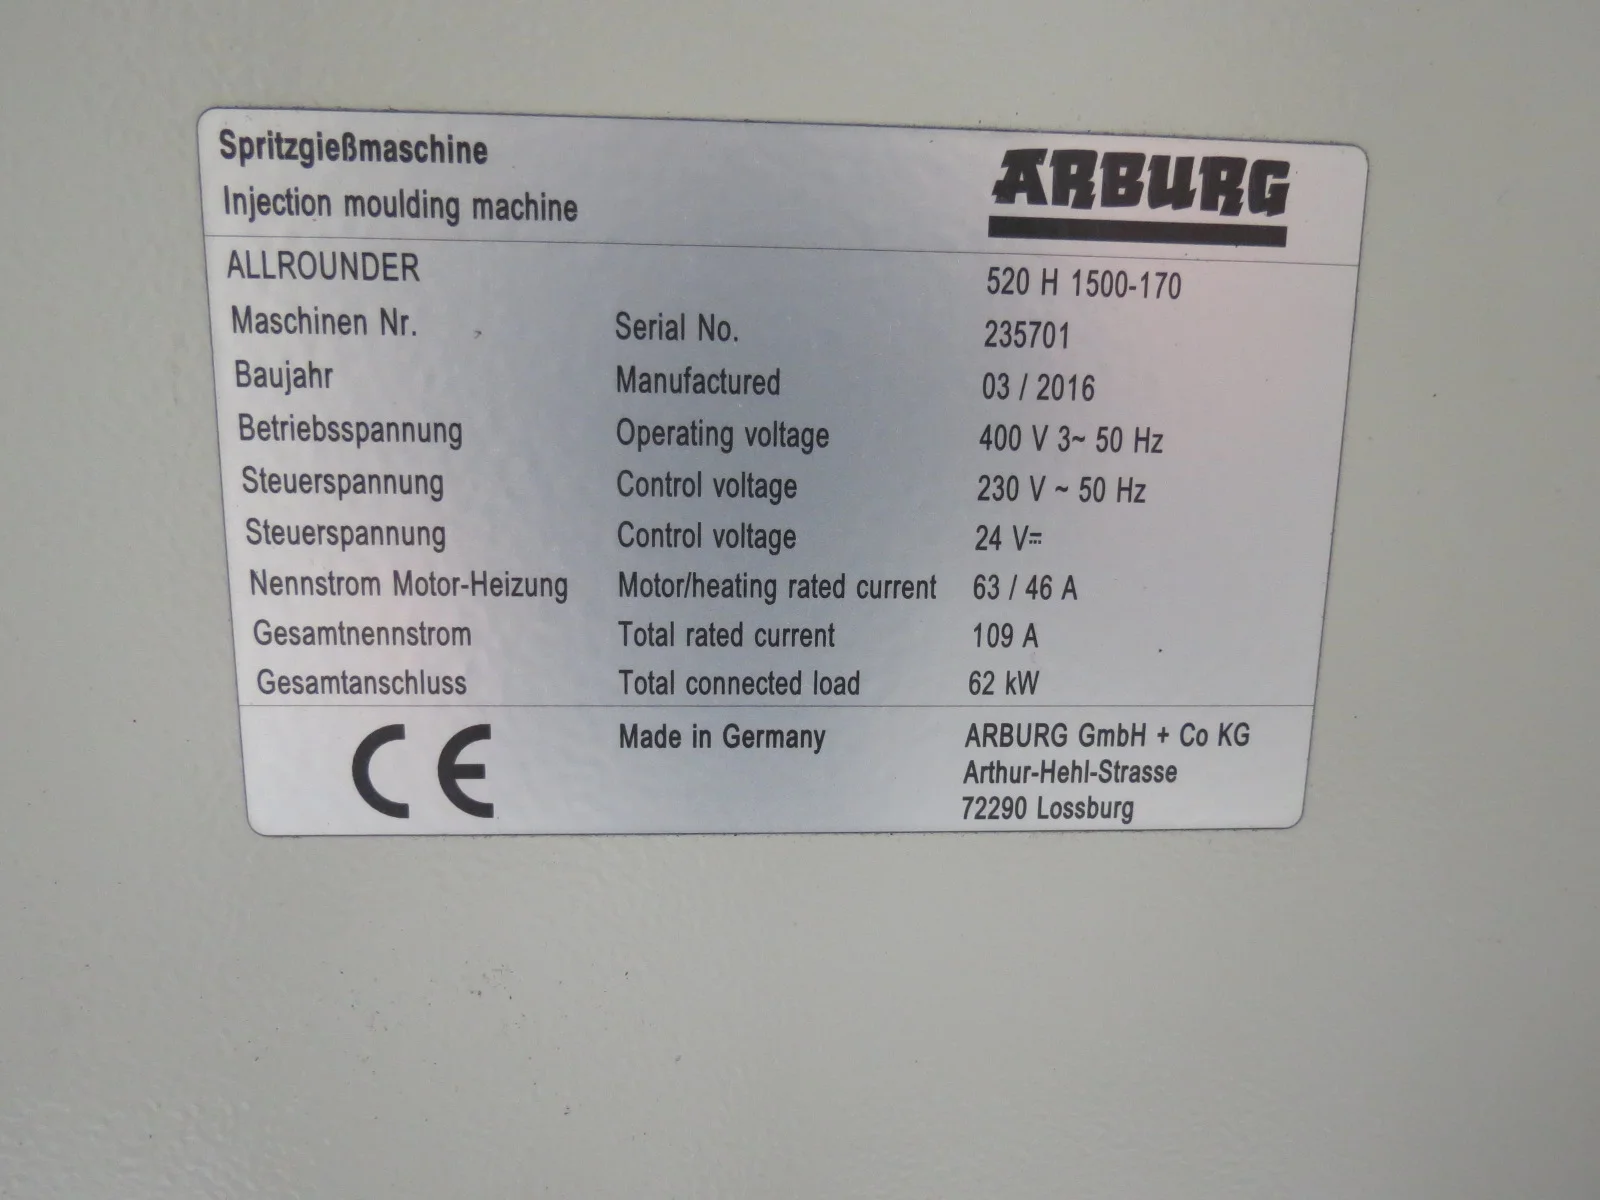 Spritzgießmaschine
Injection moulding machine
ARBURG
ALLROUNDER 520 H 1500-170
Maschinen Nr. Serial No. 235701
Baujahr Manufactured 03 / 2016
Betriebsspannung Operating voltage 400 V 3~ 50 Hz
Steuerspannung Control voltage 230 V ~ 50 Hz
Steuerspannung Control voltage 24 V⎓
Nennstrom Motor-Heizung Motor/heating rated current 63 / 46 A
Gesamtnennstrom Total rated current 109 A
Gesamtanschluss Total connected load 62 kW
CE Made in Germany ARBURG GmbH + Co KG
Arthur-Hehl-Strasse
72290 Lossburg